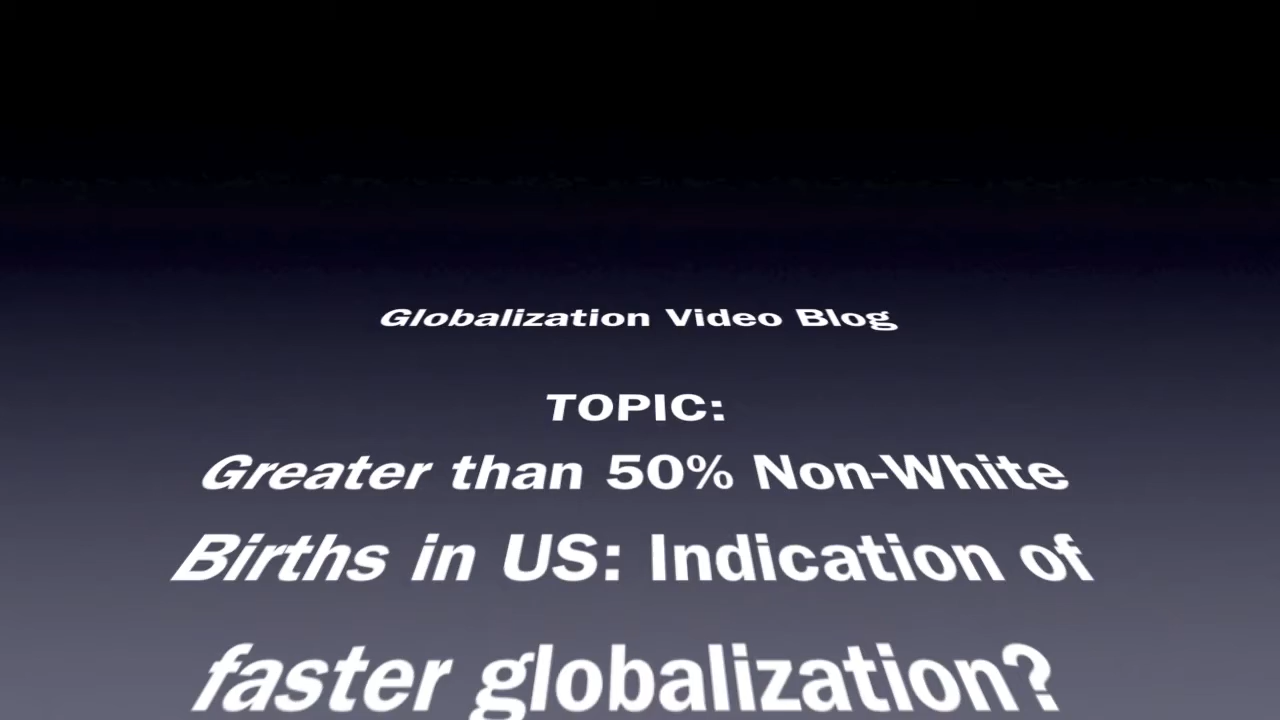 Globalization Video Blog
TOPIC:
Greater than 50% Non-White
Births in US: Indication of
faster globalization?